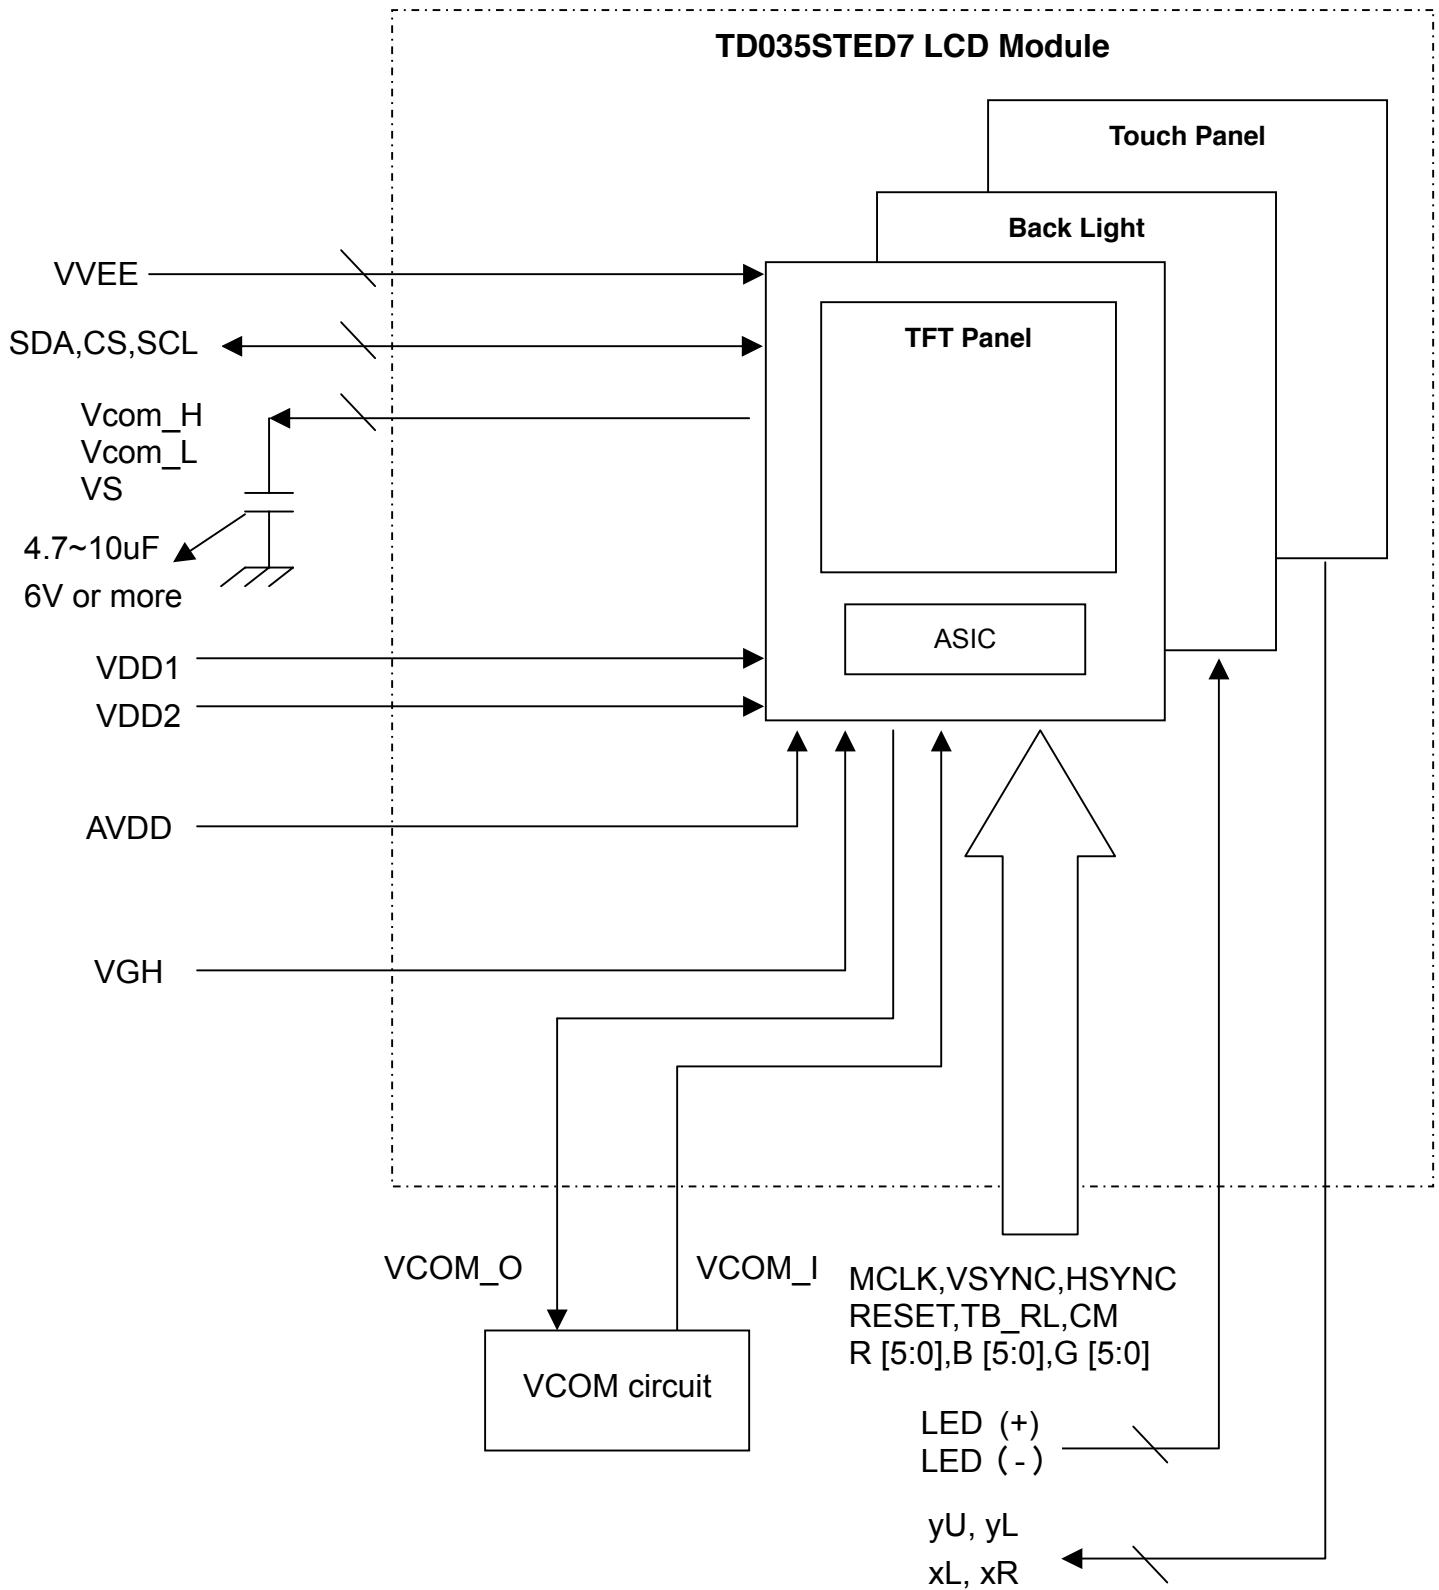 TD035STED7 LCD Module
Touch Panel
Back Light
TFT Panel
ASIC
VVEE
SDA,CS,SCL
Vcom_H
Vcom_L
VS
4.7~10uF
6V or more
VDD1
VDD2
AVDD
VGH
VCOM_O
VCOM_I
VCOM circuit
MCLK,VSYNC,HSYNC
RESET,TB_RL,CM
R [5:0],B [5:0],G [5:0]
LED (+)
LED ( - )
yU, yL
xL, xR